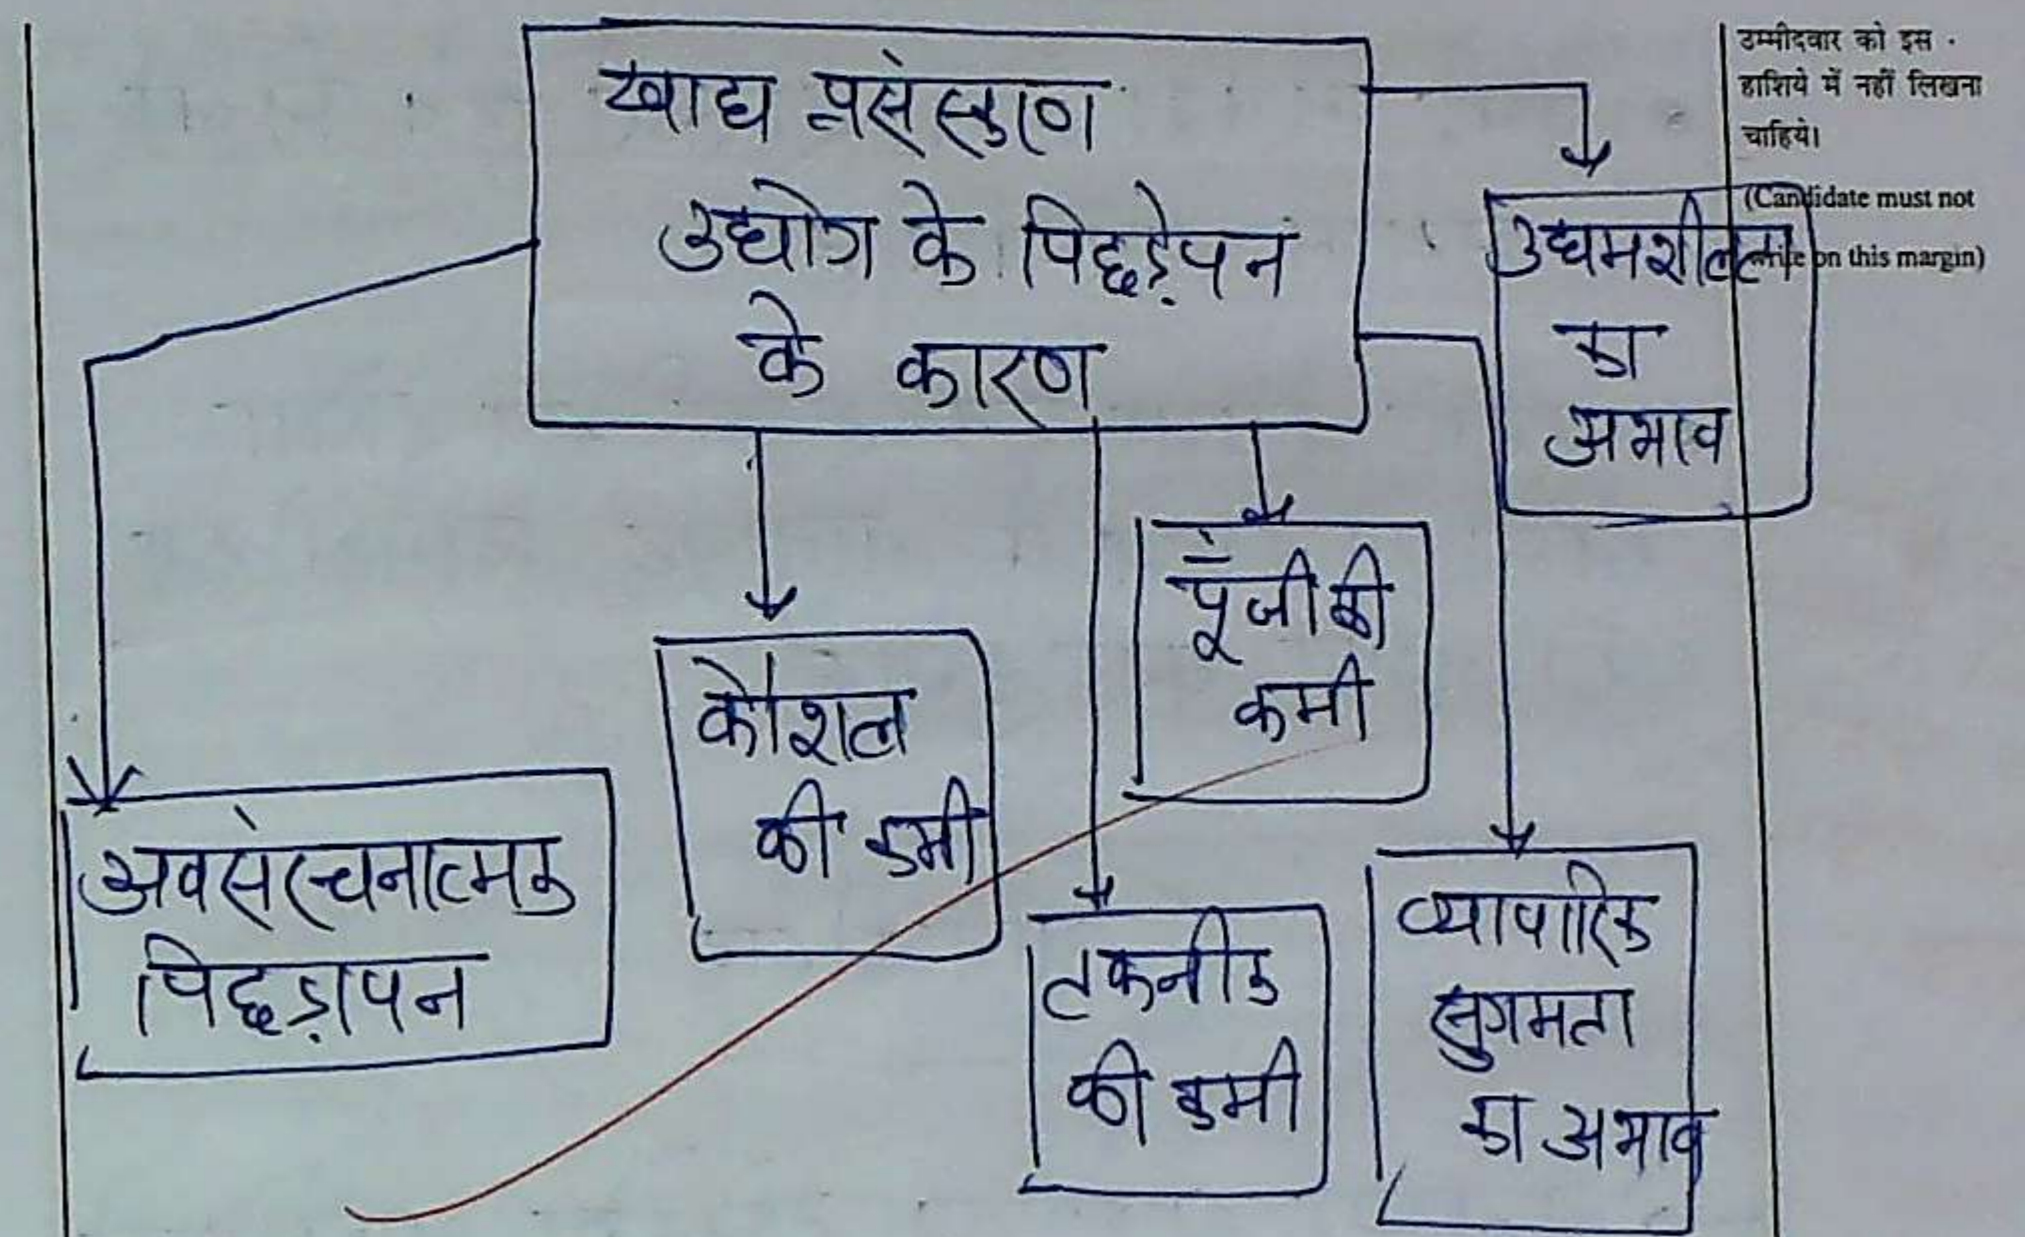 खाद्य प्रसंस्करण
उद्योग के पिछड़ेपन
के कारण
उम्मीदवार को इस
हाशिये में नहीं लिखना
चाहिये।
(Candidate must not
write on this margin)
उद्यमशीलता
का
अभाव
पूंजी की
कमी
कौशल
की कमी
अवसंरचनात्मक
पिछड़ापन
तकनीक
की कमी
व्यापारिक
सुगमता
का अभाव